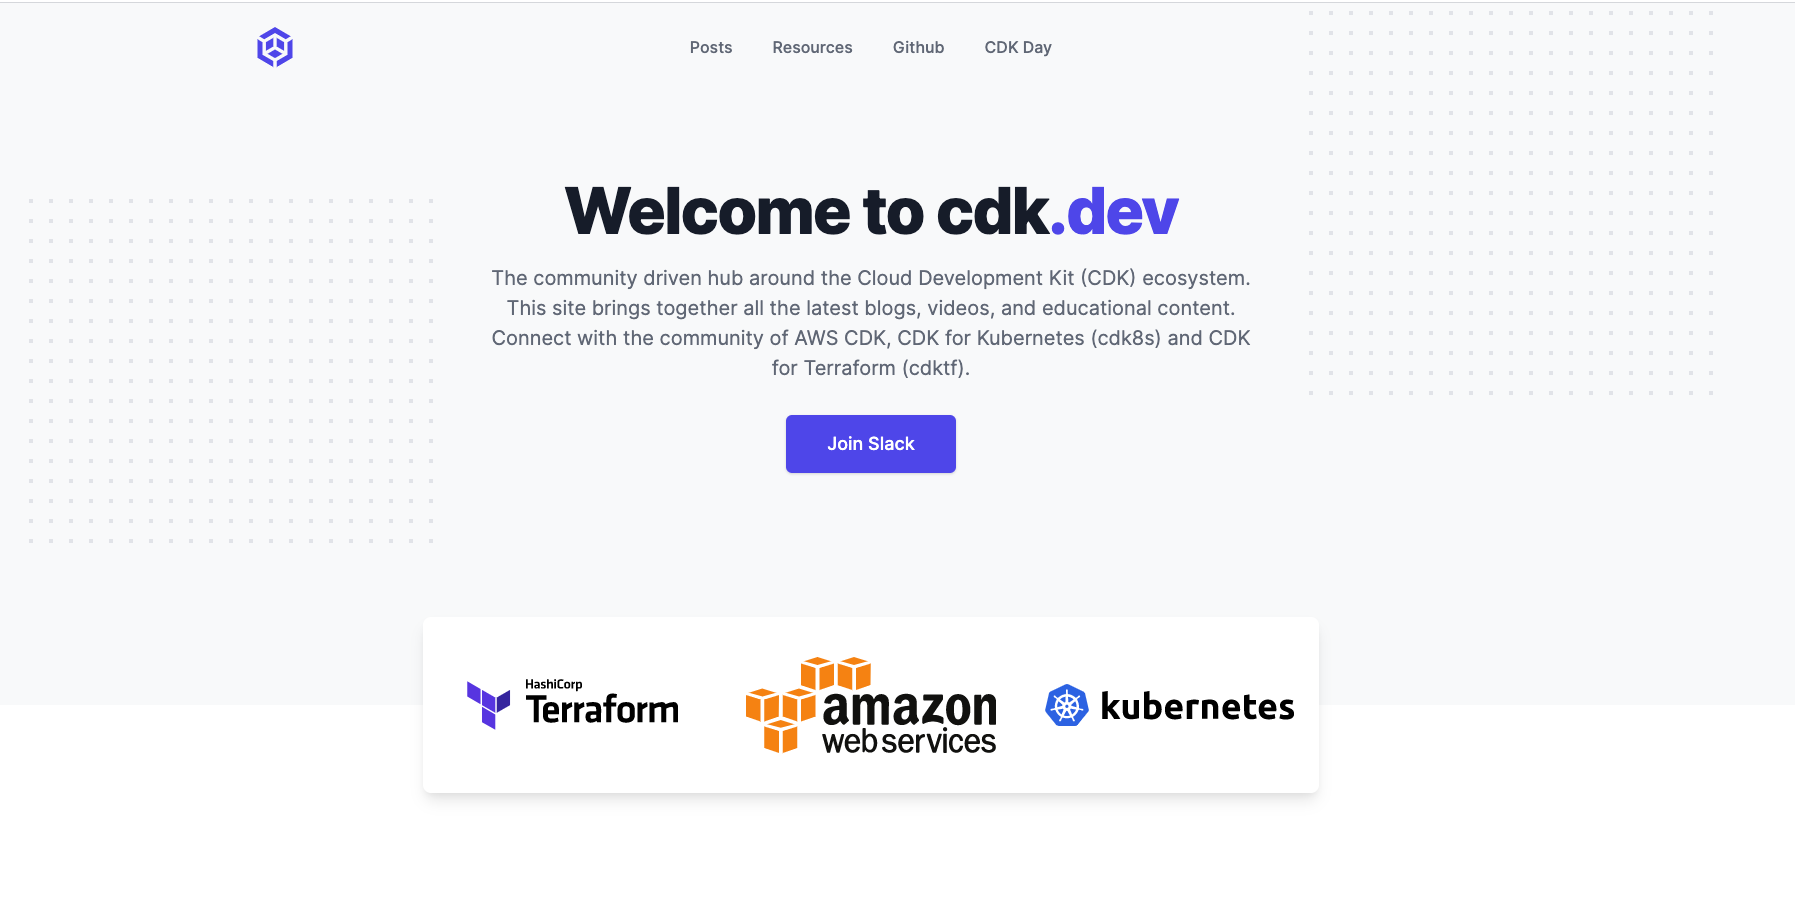 Posts Resources Github CDK Day
Welcome to cdk.dev
The community driven hub around the Cloud Development Kit (CDK) ecosystem.
This site brings together all the latest blogs, videos, and educational content.
Connect with the community of AWS CDK, CDK for Kubernetes (cdk8s) and CDK
for Terraform (cdktf).
Join Slack
HashiCorp
Terraform
amazon
web services
kubernetes